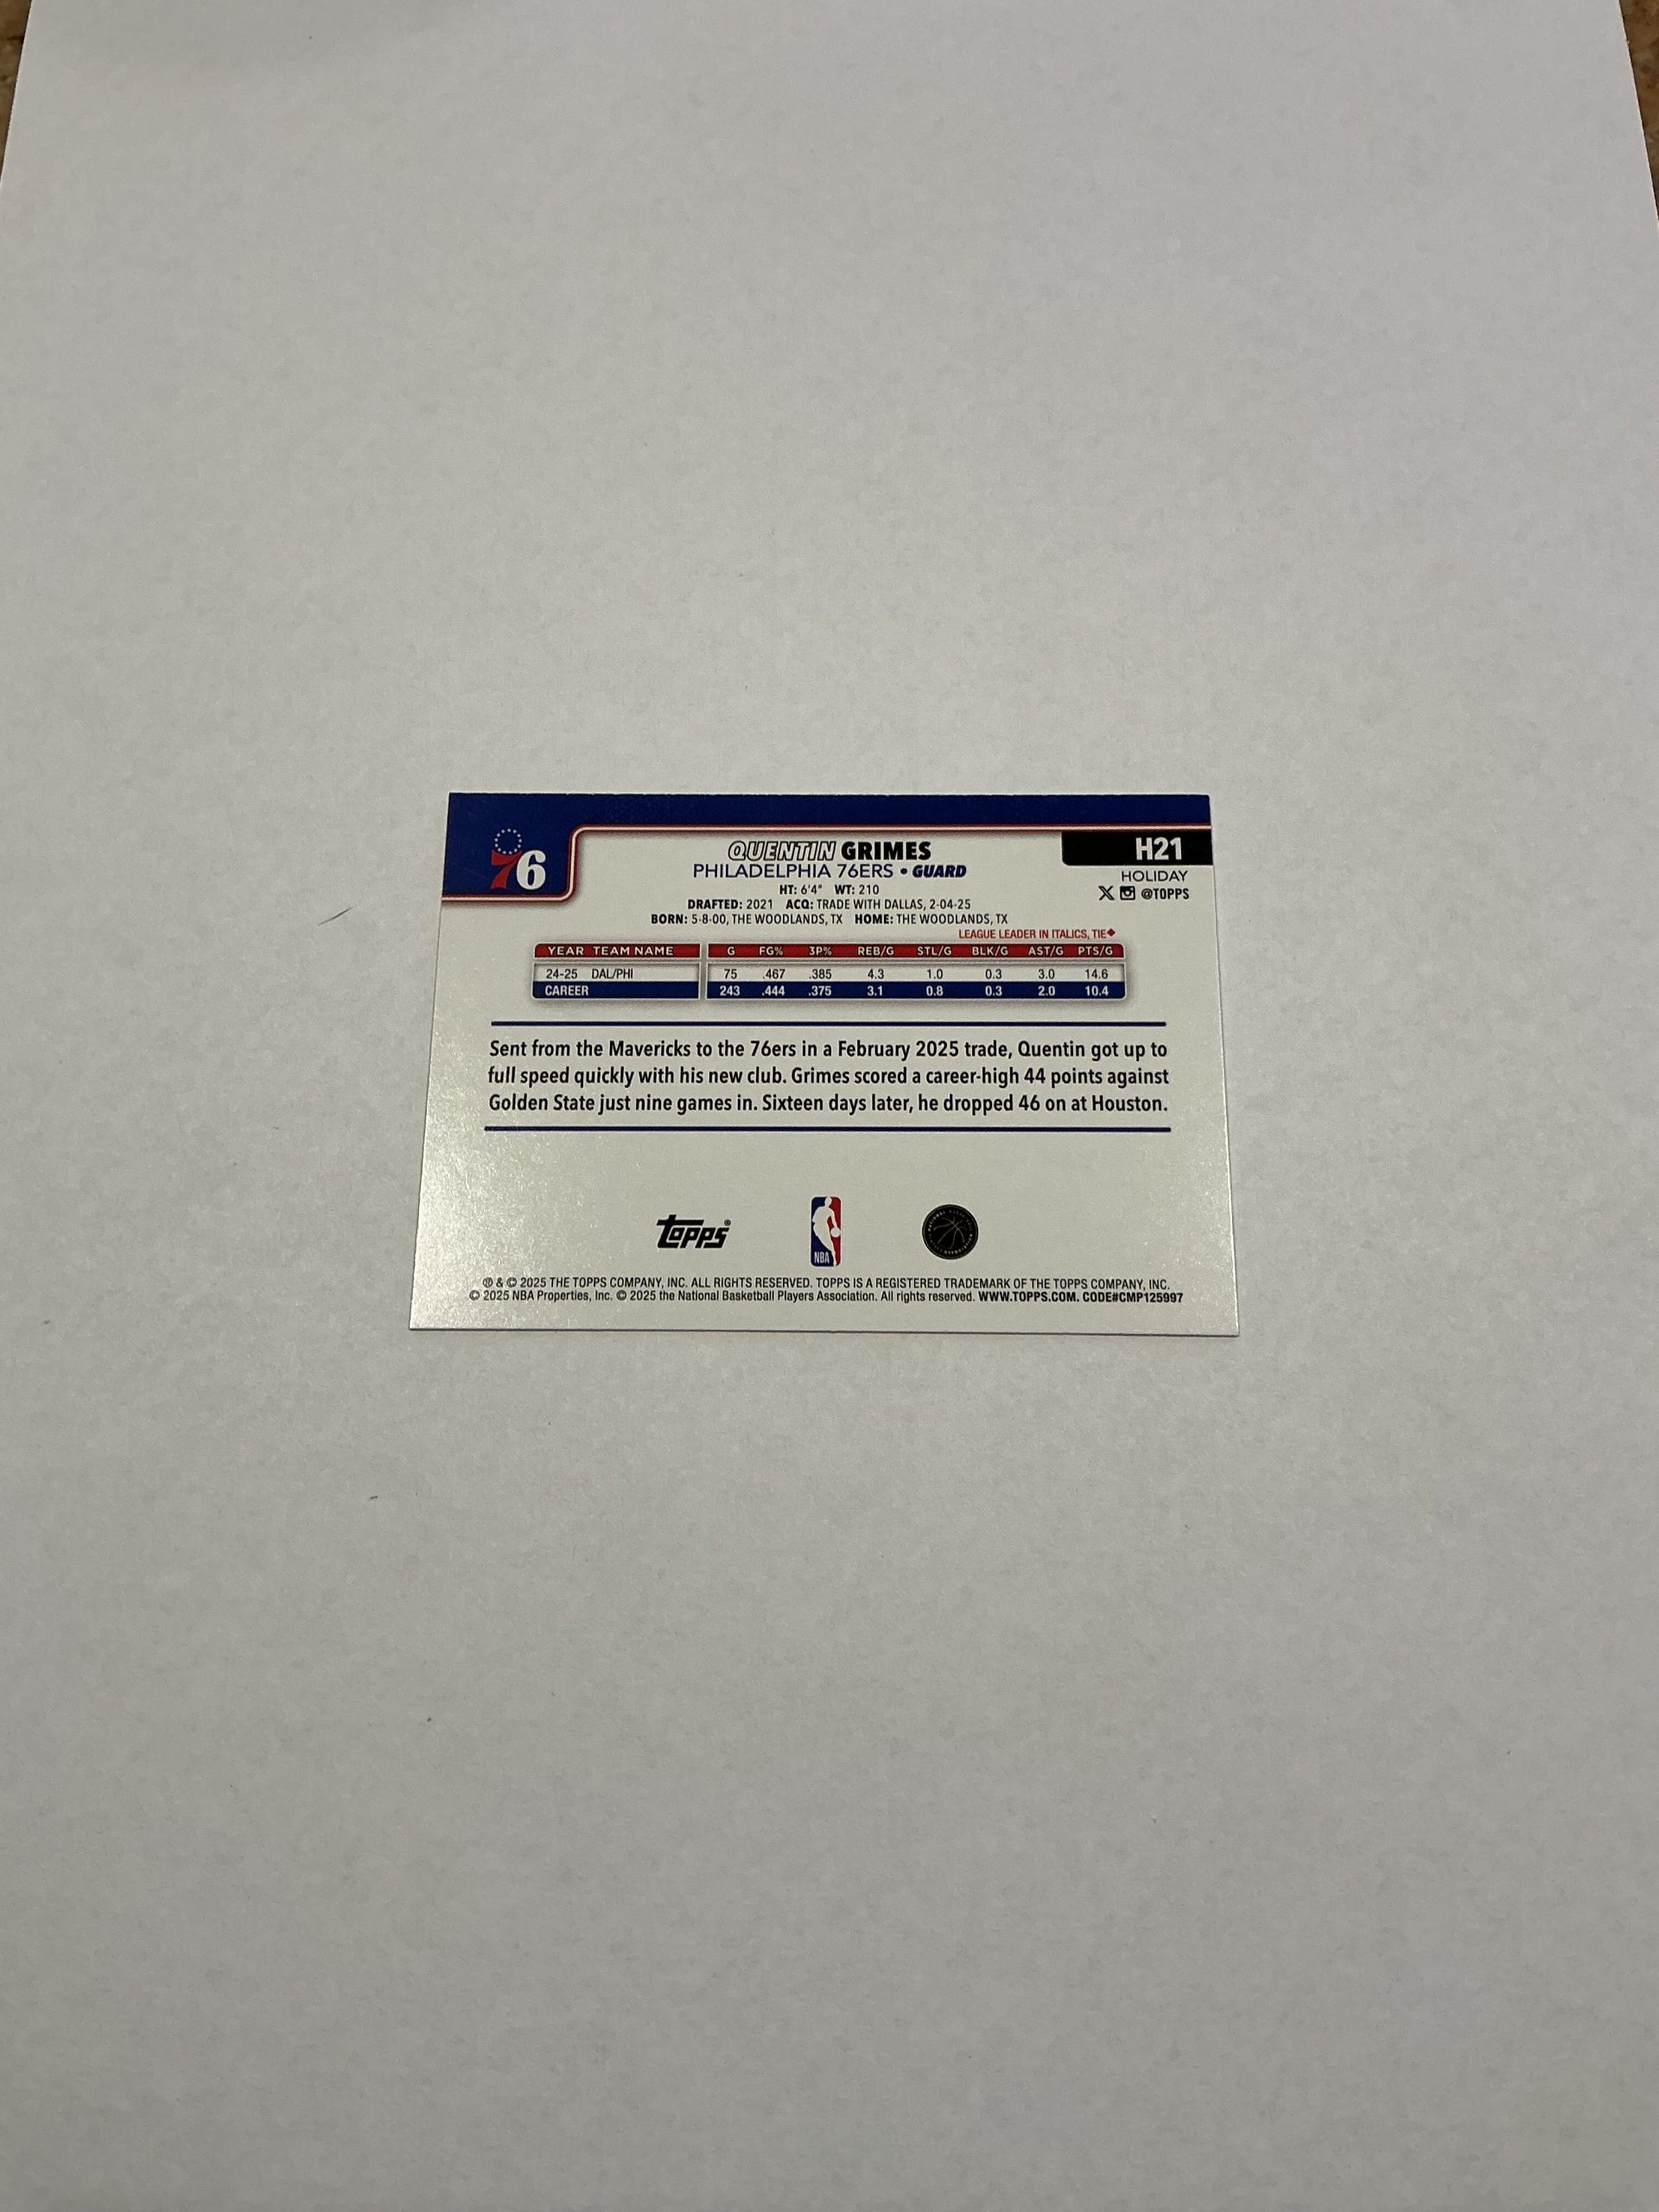 76
QUENTIN GRIMES
H21
PHILADELPHIA 76ERS • GUARD
HOLIDAY
HT: 6'4" WT: 210
@TOPPS
DRAFTED: 2021 ACQ: TRADE WITH DALLAS, 2-04-25
BORN: 5-8-00, THE WOODLANDS, TX HOME: THE WOODLANDS, TX
LEAGUE LEADER IN ITALICS, TIE◆
YEAR TEAM NAME G FG% 3P% REB/G STL/G BLK/G AST/G PTS/G
24-25 DAL/PHI 75 .467 .385 4.3 1.0 0.3 3.0 14.6
CAREER 243 .444 .375 3.1 0.8 0.3 2.0 10.4
Sent from the Mavericks to the 76ers in a February 2025 trade, Quentin got up to
full speed quickly with his new club. Grimes scored a career-high 44 points against
Golden State just nine games in. Sixteen days later, he dropped 46 on at Houston.
topps®
NBA
® & © 2025 THE TOPPS COMPANY, INC. ALL RIGHTS RESERVED. TOPPS IS A REGISTERED TRADEMARK OF THE TOPPS COMPANY, INC.
© 2025 NBA Properties, Inc. © 2025 the National Basketball Players Association. All rights reserved. WWW.TOPPS.COM. CODE#CMP125997